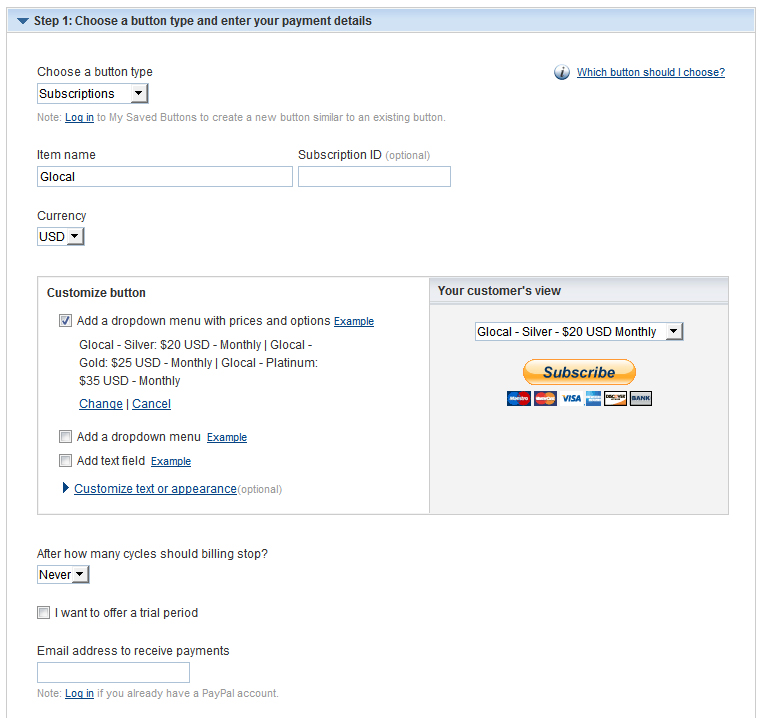 Step 1: Choose a button type and enter your payment details
Choose a button type
Which button should I choose?
Subscriptions
Note: Log in to My Saved Buttons to create a new button similar to an existing button.
Item name
Subscription ID (optional)
Glocal
Currency
USD
Customize button
Add a dropdown menu with prices and options Example
Glocal - Silver: $20 USD - Monthly | Glocal -
Gold: $25 USD - Monthly | Glocal - Platinum:
$35 USD - Monthly
Change | Cancel
Add a dropdown menu Example
Add text field Example
Customize text or appearance(optional)
Your customer's view
Glocal - Silver - $20 USD Monthly
Subscribe
Maestro MasterCard VISA DISCOVER BANK
After how many cycles should billing stop?
Never
I want to offer a trial period
Email address to receive payments
Note: Log in if you already have a PayPal account.